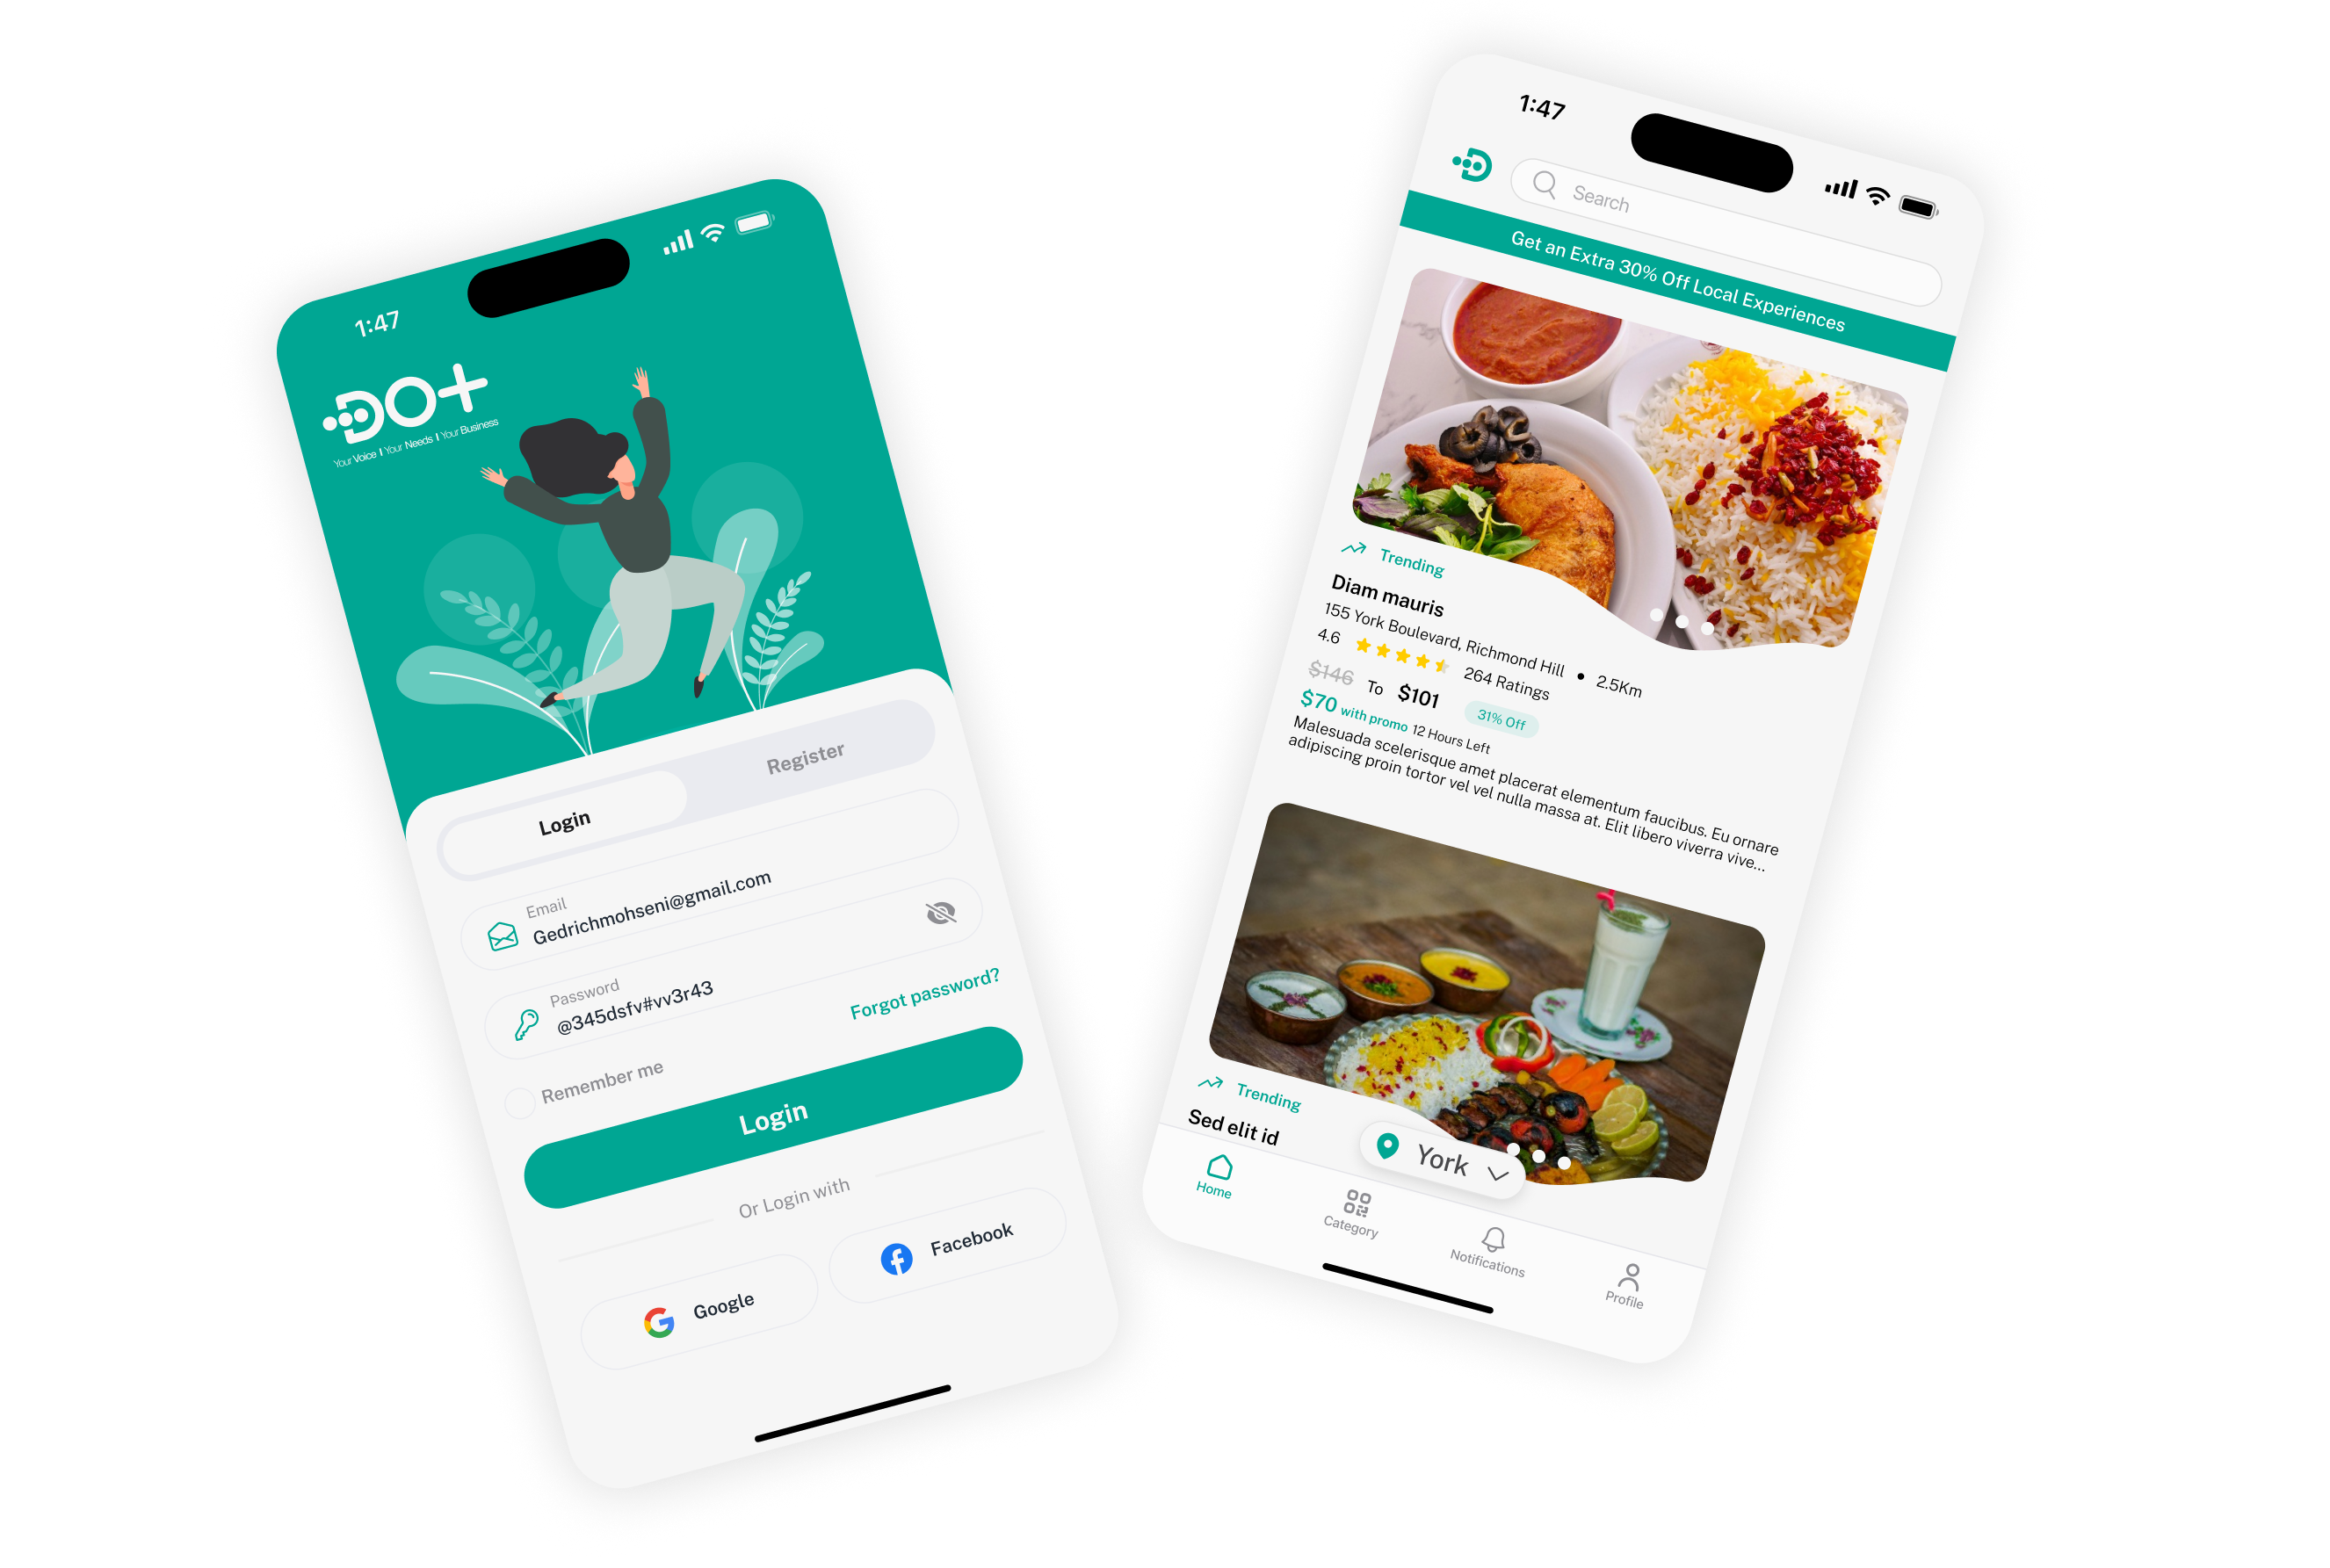 1:47
DO+
Your Voice | Your Needs | Your Business
Login
Register
Email
Gedrichmohseni@gmail.com
Password
@345dsfv#vv3r43
Forgot password?
Remember me
Login
Or Login with
Google
Facebook
1:47
D
Search
Get an Extra 30% Off Local Experiences
Trending
Diam mauris
155 York Boulevard, Richmond Hill • 2.5Km
4.6 264 Ratings
$146 To $101 31% Off
$70 with promo 12 Hours Left
Malesuada scelerisque amet placerat elementum faucibus. Eu ornare
adipiscing proin tortor vel vel nulla massa at. Elit libero viverra vive...
Trending
Sed elit id
York
Home
Category
Notifications
Profile